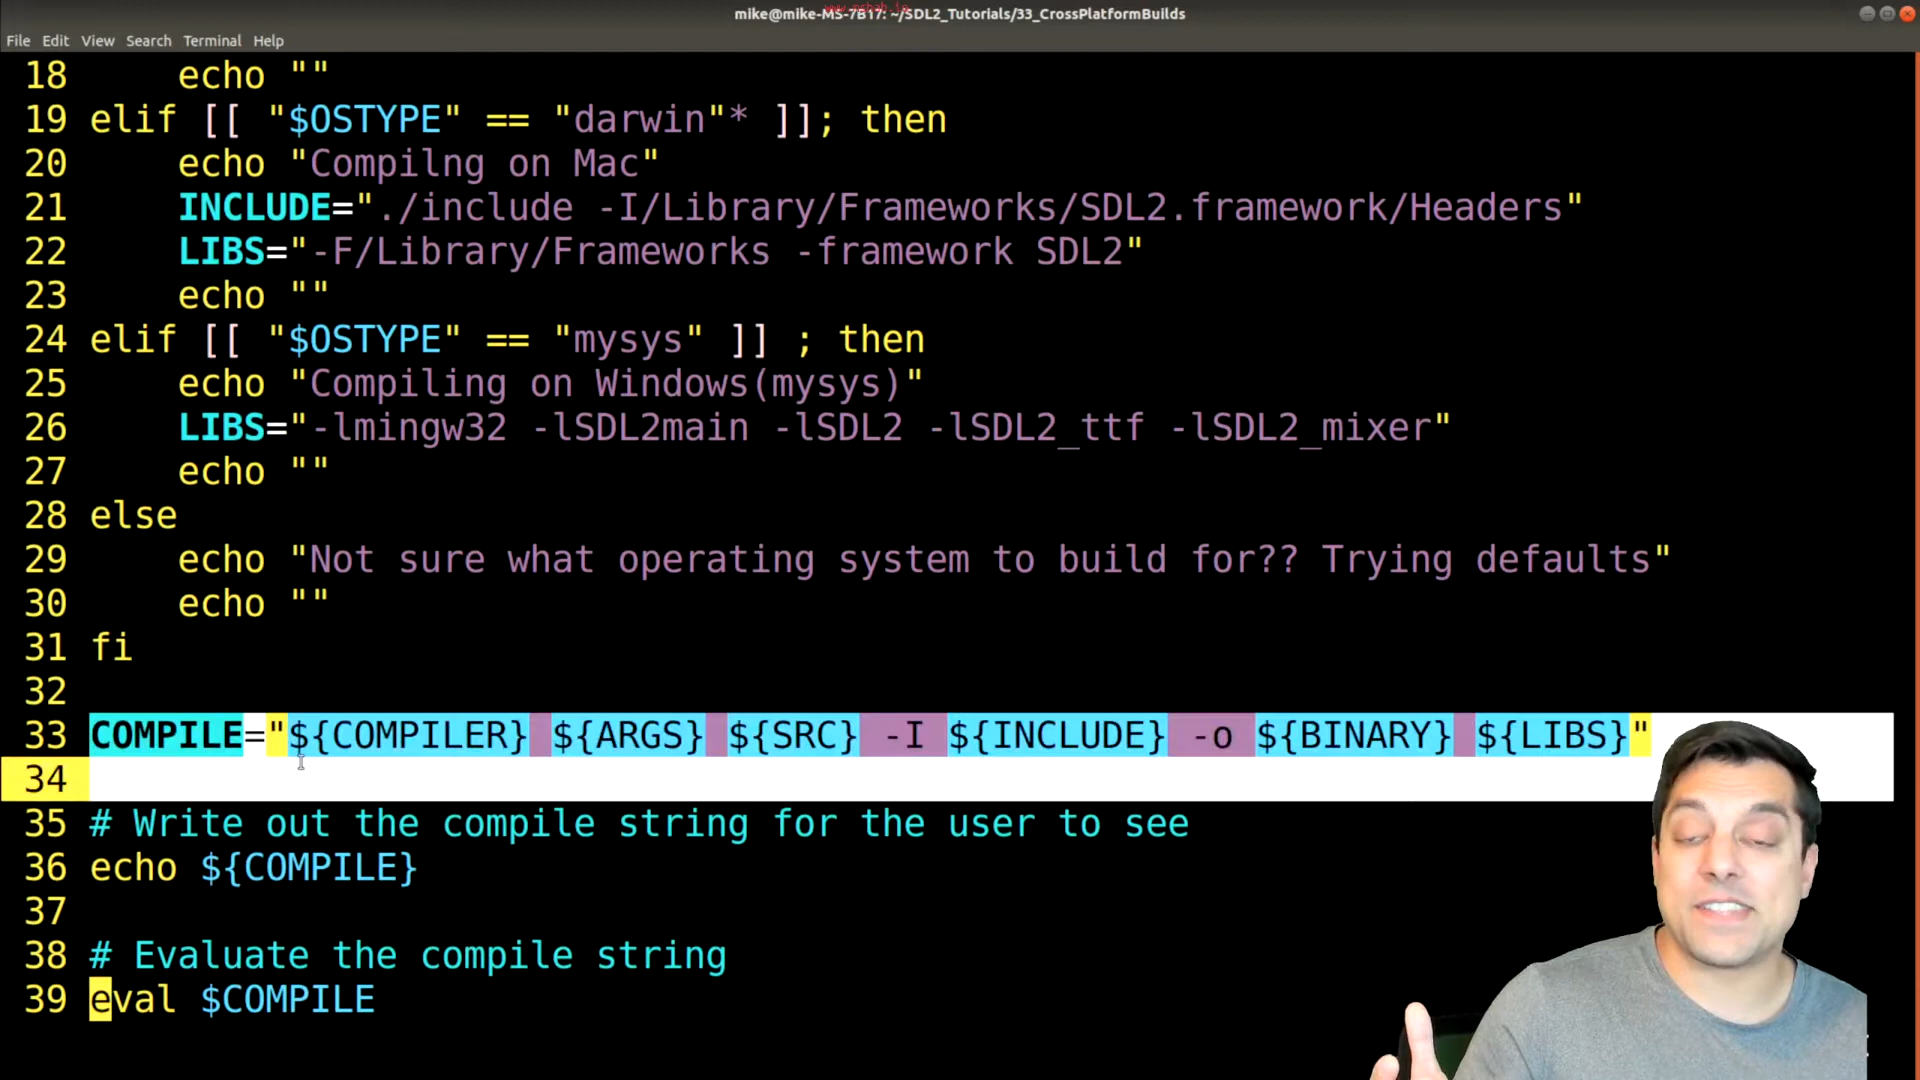 www.mshah.io
mike@mike-MS-7B17: ~/SDL2_Tutorials/33_CrossPlatformBuilds
File Edit View Search Terminal Help
18     echo ""
19 elif [[ "$OSTYPE" == "darwin"* ]]; then
20     echo "Compilng on Mac"
21     INCLUDE="./include -I/Library/Frameworks/SDL2.framework/Headers"
22     LIBS="-F/Library/Frameworks -framework SDL2"
23     echo ""
24 elif [[ "$OSTYPE" == "mysys" ]] ; then
25     echo "Compiling on Windows(mysys)"
26     LIBS="-lmingw32 -lSDL2main -lSDL2 -lSDL2_ttf -lSDL2_mixer"
27     echo ""
28 else
29     echo "Not sure what operating system to build for?? Trying defaults"
30     echo ""
31 fi
32
33 COMPILE="${COMPILER} ${ARGS} ${SRC} -I ${INCLUDE} -o ${BINARY} ${LIBS}"
34
35 # Write out the compile string for the user to see
36 echo ${COMPILE}
37
38 # Evaluate the compile string
39 eval $COMPILE